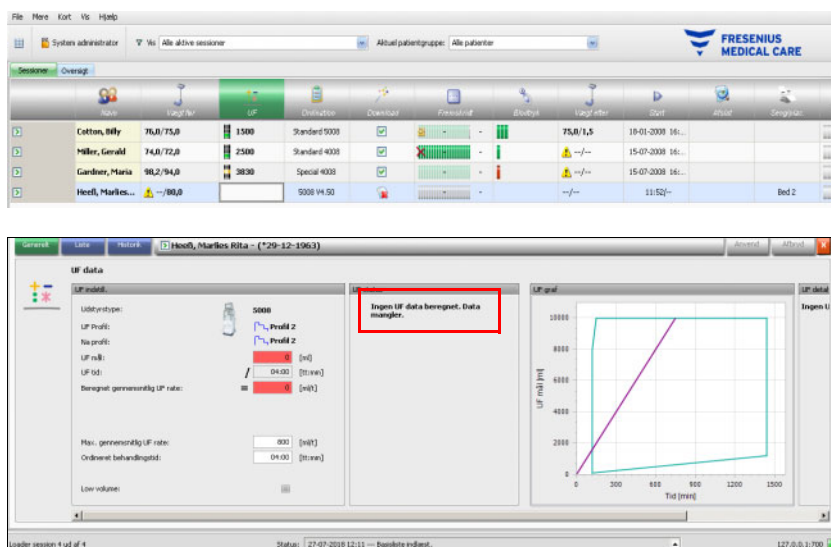 File Mere Kort Vis Hjælp
System administrator Vis Alle aktive sessioner Aktuel patientgruppe: Alle patienter
FRESENIUS
MEDICAL CARE
Sessioner Oversigt
Navn Vægt før UF Ordination Download Fremskridt Blodtryk Vægt efter Start Afslut
Cotton, Billy 76,0/75,0 1500 Standard 5008 - 75,0/1,5 18-01-2008 16:...
Miller, Gerald 74,0/72,0 2500 Standard 4008 - --/-- 15-07-2008 16:...
Gardner, Maria 98,2/94,0 3830 Special 4008 - --/-- 15-07-2008 16:...
Heeß, Marlies... --/80,0 5008 V4.50 - --/-- 11:52/-- Bed 2
Generelt Liste Historik Heeß, Marlies Rita - (*29-12-1963) Anvend Afbryd
UF data
UF indstil.
Udstyrstype: 5008
UF Profil: Profil 2
Na profil: Profil 2
UF mål: 0 [ml]
UF tid: / 04:00 [tt:mm]
Beregnet gennemsnitlig UF rate: = 0 [ml/t]
Max. gennemsnitlig UF rate: 800 [ml/t]
Ordineret behandlingstid: 04:00 [tt:mm]
Low volume:
Ingen UF data beregnet. Data
mangler.
UF graf
UF mål [ml]
10000
8000
6000
4000
2000
0
0 300 600 900 1200 1500
Tid [min]
UF detal
Ingen U
Loader session 4 ud af 4 Status: 27-07-2018 12:11 --- Basisliste indlæst. 127.0.0.1:700